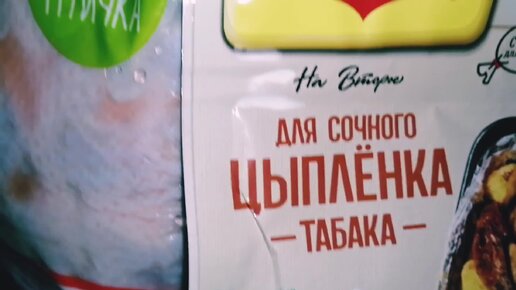 ПТИЧКА
На Второе
ДЛЯ СОЧНОГО
ЦЫПЛЁНКА
— ТАБАКА —